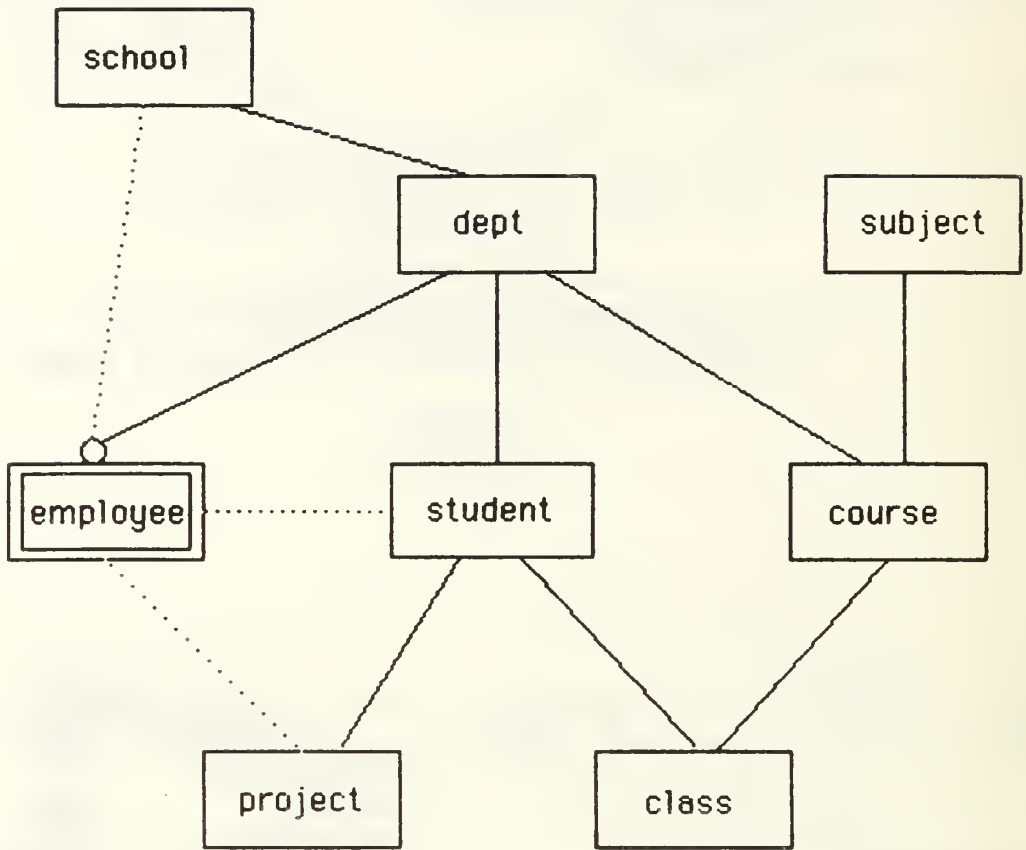 school
dept
subject
employee
student
course
project
class